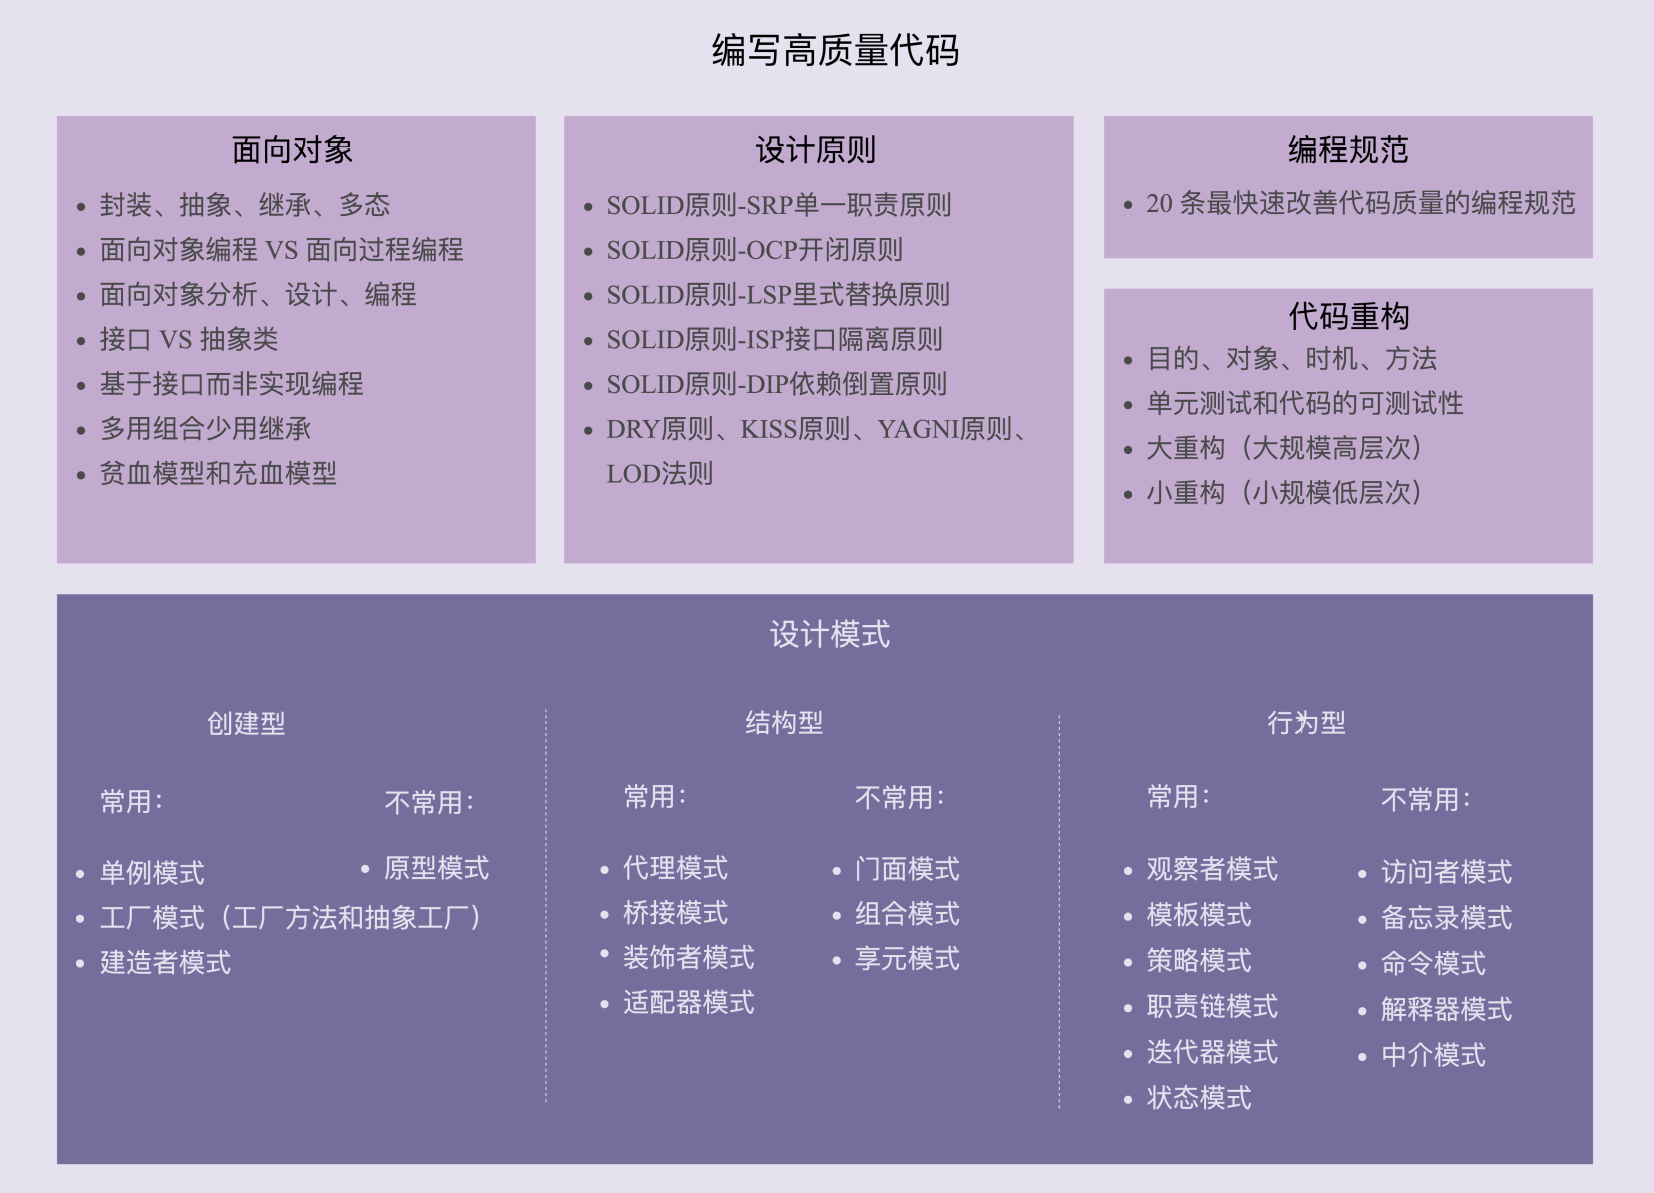 编写高质量代码
面向对象
封装、抽象、继承、多态
面向对象编程 VS 面向过程编程
面向对象分析、设计、编程
接口 VS 抽象类
基于接口而非实现编程
多用组合少用继承
贫血模型和充血模型
设计原则
SOLID原则-SRP单一职责原则
SOLID原则-OCP开闭原则
SOLID原则-LSP里式替换原则
SOLID原则-ISP接口隔离原则
SOLID原则-DIP依赖倒置原则
DRY原则、KISS原则、YAGNI原则、
LOD法则
编程规范
20 条最快速改善代码质量的编程规范
代码重构
目的、对象、时机、方法
单元测试和代码的可测试性
大重构（大规模高层次）
小重构（小规模低层次）
设计模式
创建型
常用：
单例模式
工厂模式（工厂方法和抽象工厂）
建造者模式
不常用：
原型模式
结构型
常用：
代理模式
桥接模式
装饰者模式
适配器模式
不常用：
门面模式
组合模式
享元模式
行为型
常用：
观察者模式
模板模式
策略模式
职责链模式
迭代器模式
状态模式
不常用：
访问者模式
备忘录模式
命令模式
解释器模式
中介模式